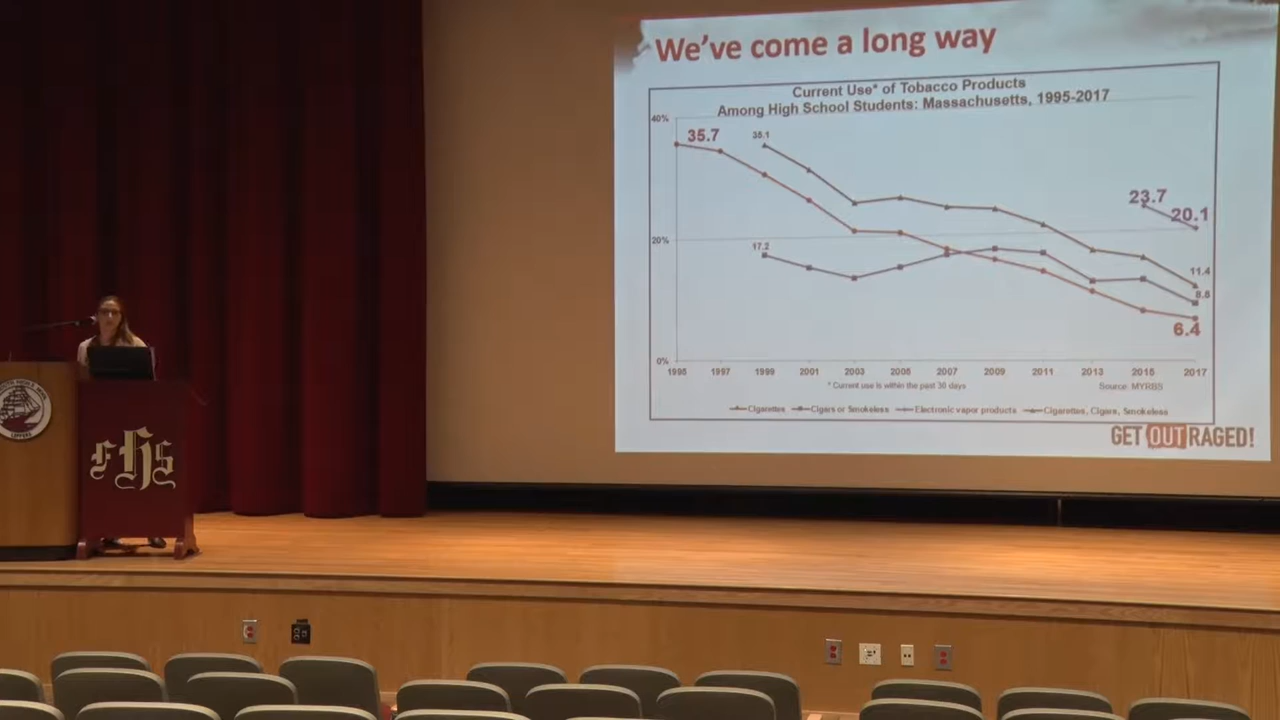 We've come a long way
Current Use* of Tobacco Products
Among High School Students: Massachusetts, 1995-2017
40%
35.7
35.1
23.7
20.1
20%
17.2
11.4
8.6
6.4
0%
1995 1997 1999 2001 2003 2005 2007 2009 2011 2013 2015 2017
* Current use is within the past 30 days
Source: MYRBS
Cigarettes Cigars or Smokeless Electronic vapor products Cigarettes, Cigars, Smokeless
GET OUTRAGED!
FHS